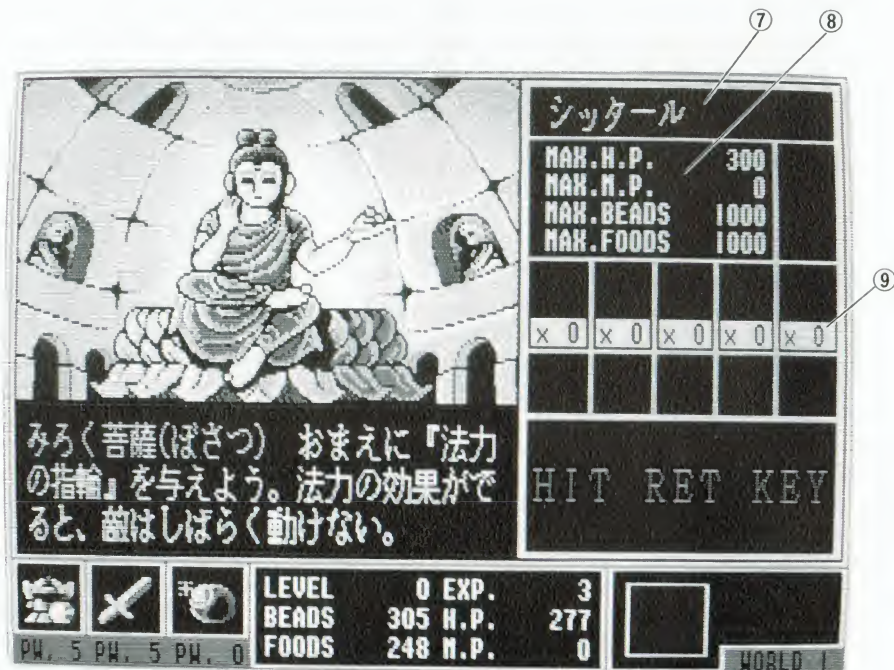 ⑦ ⑧
シッタール
MAX.H.P. 300
MAX.M.P. 0
MAX.BEADS 1000
MAX.FOODS 1000
⑨
x 0 x 0 x 0 x 0 x 0
みろく菩薩(ぼさつ) おまえに『法力
の指輪』を与えよう。法力の効果がで
ると、敵はしばらく動けない。
HIT RET KEY
LEVEL 0 EXP. 3
BEADS 305 H.P. 277
FOODS 248 M.P. 0
PW. 5 PW. 5 PW. 0
WORLD 1